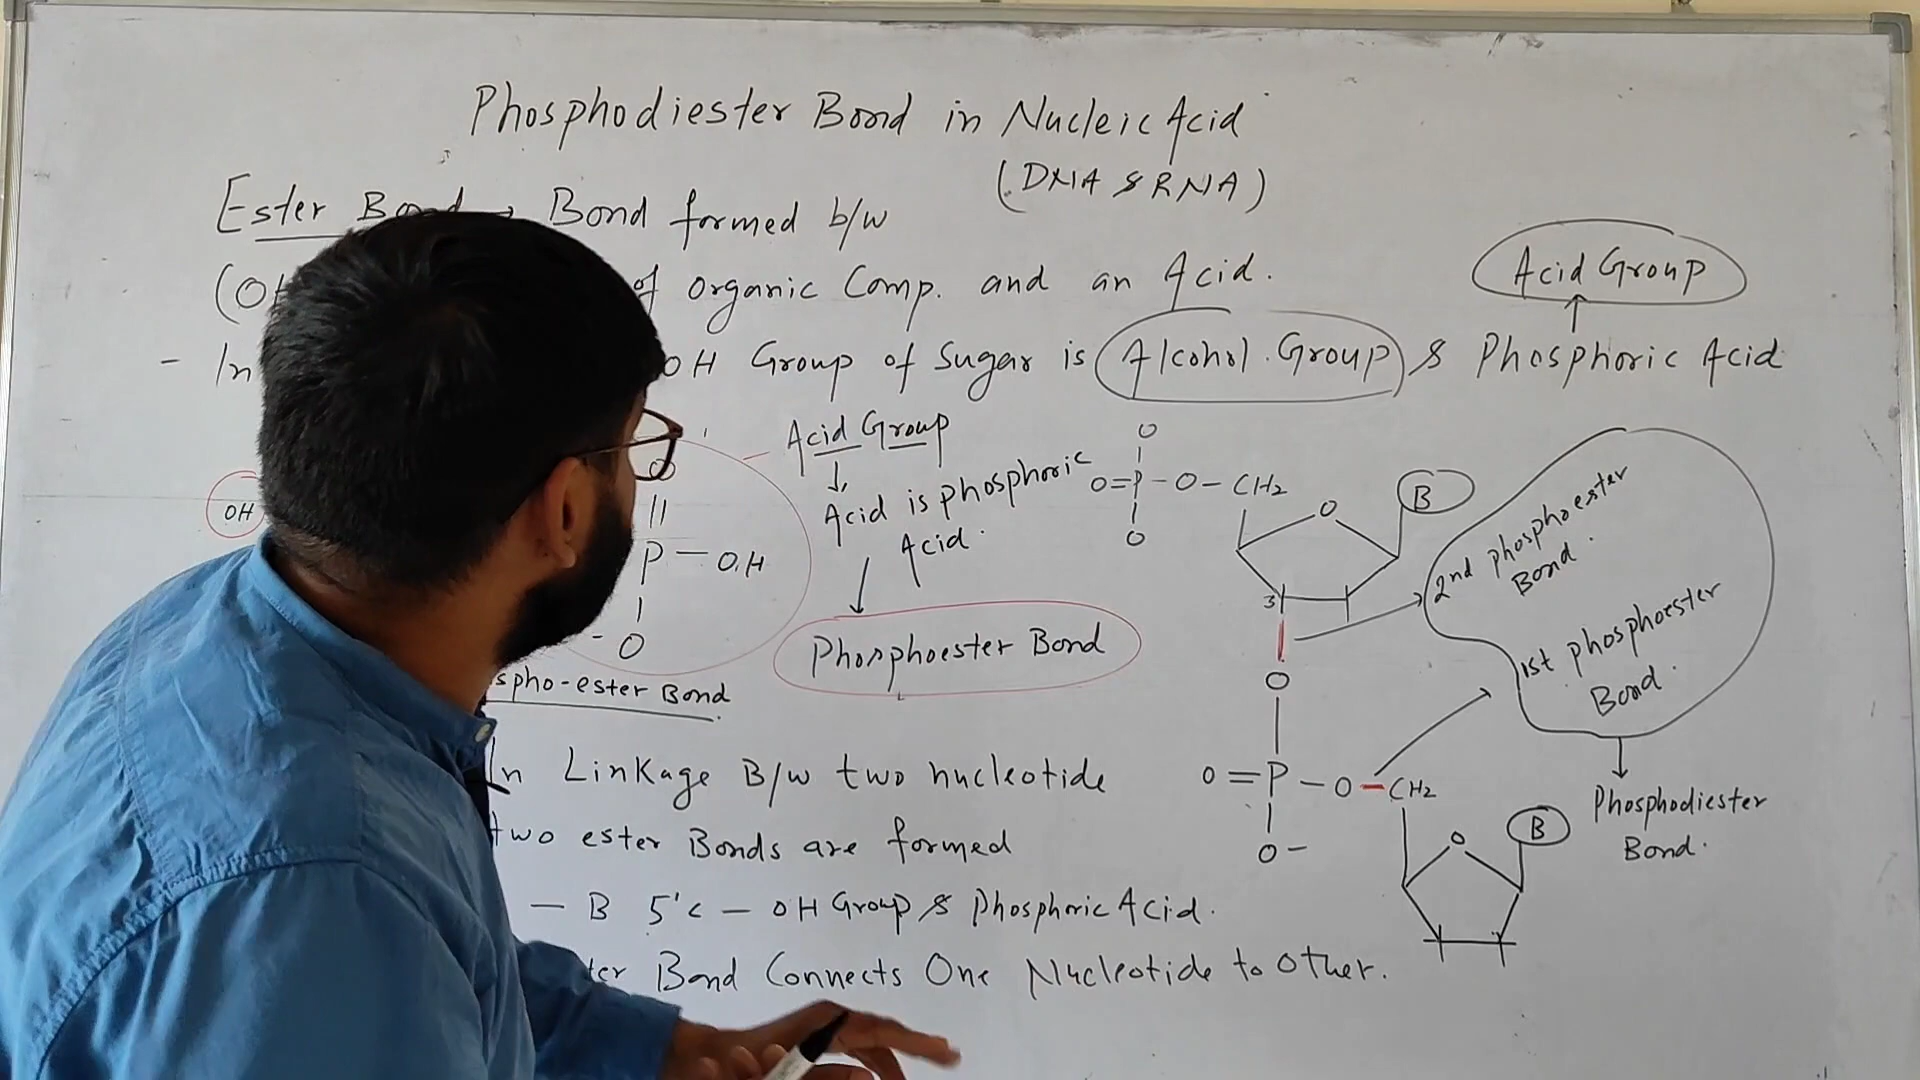 Phosphodiester Bond in Nucleic Acid
(DNA & RNA)
Ester Bond → Bond formed b/w
(OH of organic Comp. and an Acid.
Acid Group
- In OH Group of Sugar is Alcohol. Group & Phosphoric Acid
Acid Group
Acid is phosphoric
Acid.
Phosphoester Bond
OH
O
P - OH
- O
spho-ester Bond
O
O=P-O-CH2
O
O
B
3
2nd phosphoester
Bond.
1st phosphoester
Bond.
O
O=P-O-CH2
O-
O
B
Phosphodiester
Bond.
In Linkage B/w two nucleotide
two ester Bonds are formed
- B 5'c - OH Group & Phosphoric Acid.
ter Bond Connects One Nucleotide to Other.